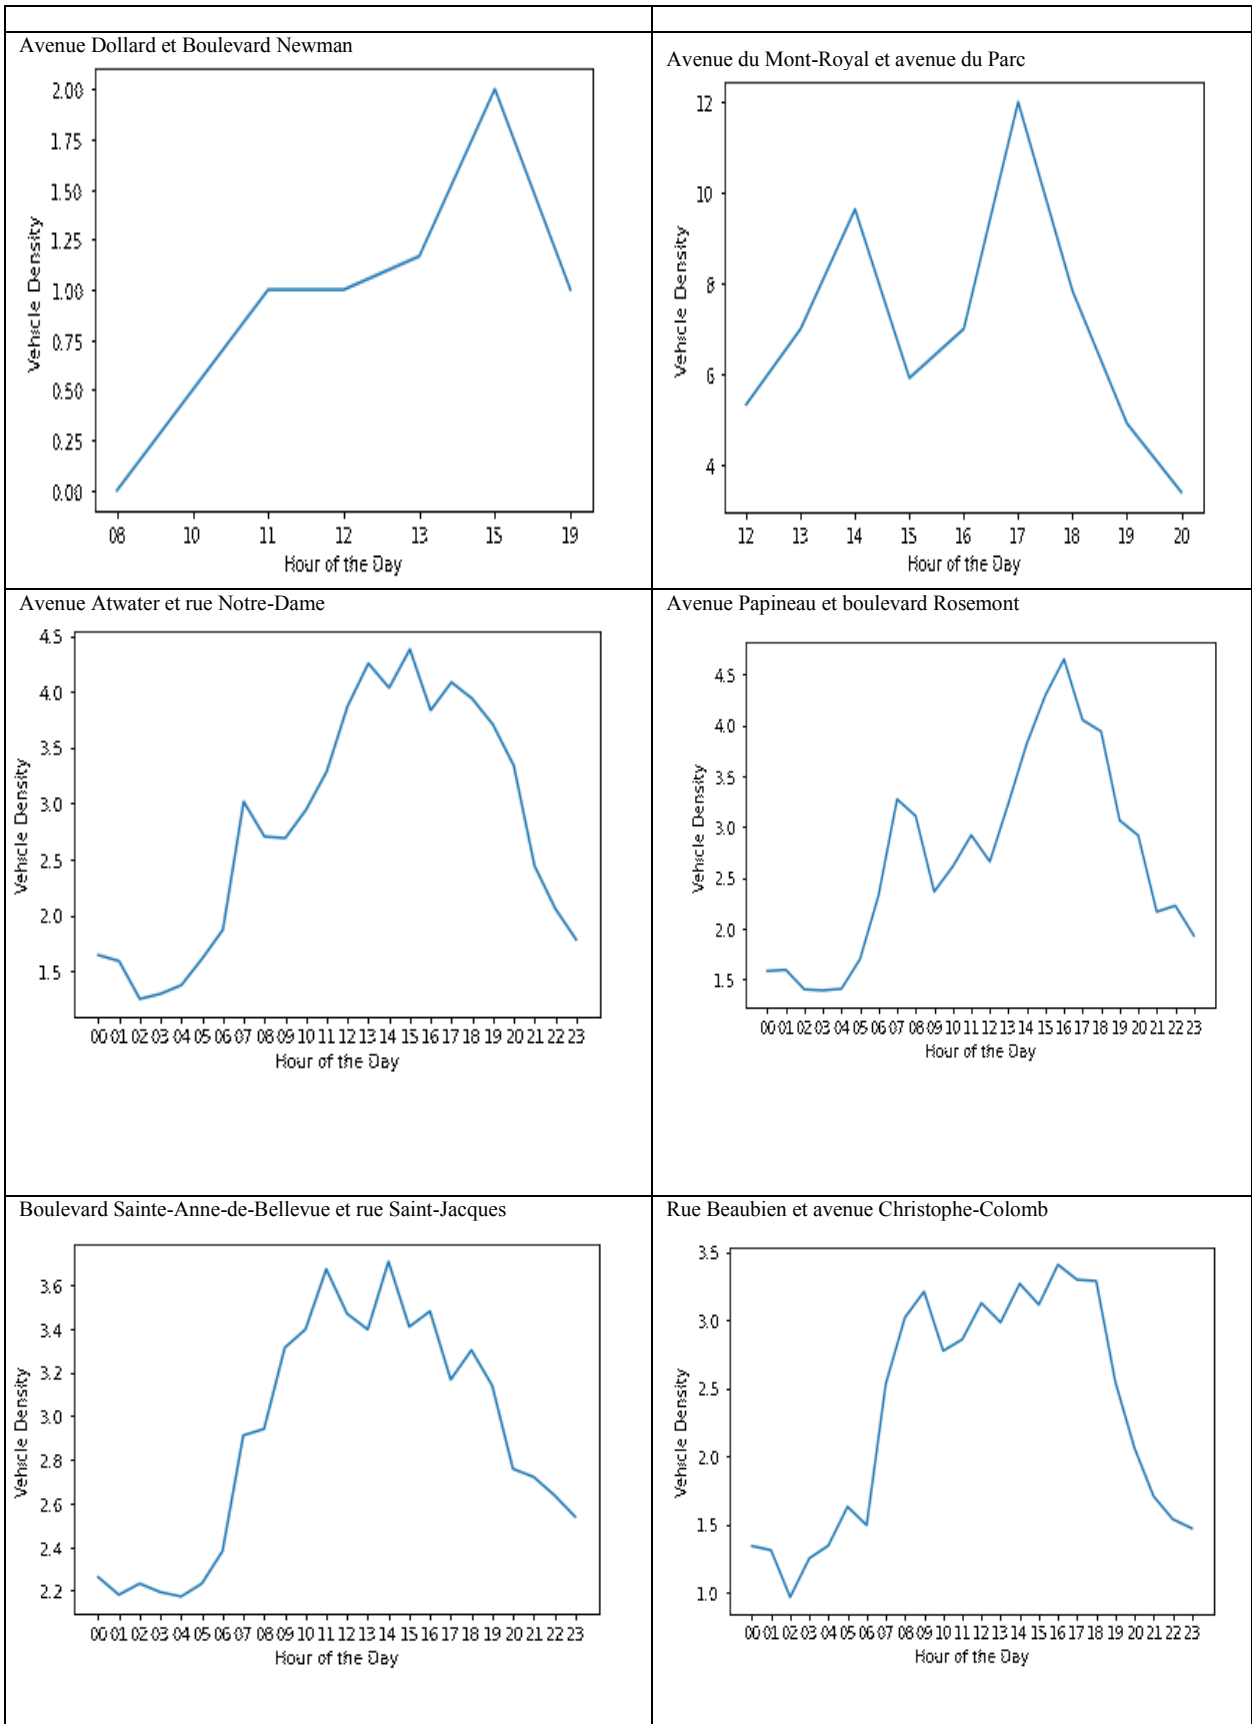 Avenue Dollard et Boulevard Newman
2.00
1.75
1.50
1.25
1.00
0.75
0.50
0.25
0.00
Vehicle Density
08 10 11 12 13 15 19
Hour of the Day
Avenue du Mont-Royal et avenue du Parc
12
10
8
6
4
Vehicle Density
12 13 14 15 16 17 18 19 20
Hour of the Day
Avenue Atwater et rue Notre-Dame
4.5
4.0
3.5
3.0
2.5
2.0
1.5
Vehicle Density
00 01 02 03 04 05 06 07 08 09 10 11 12 13 14 15 16 17 18 19 20 21 22 23
Hour of the Day
Avenue Papineau et boulevard Rosemont
4.5
4.0
3.5
3.0
2.5
2.0
1.5
Vehicle Density
00 01 02 03 04 05 06 07 08 09 10 11 12 13 14 15 16 17 18 19 20 21 22 23
Hour of the Day
Boulevard Sainte-Anne-de-Bellevue et rue Saint-Jacques
3.6
3.4
3.2
3.0
2.8
2.6
2.4
2.2
Vehicle Density
00 01 02 03 04 05 06 07 08 09 10 11 12 13 14 15 16 17 18 19 20 21 22 23
Hour of the Day
Rue Beaubien et avenue Christophe-Colomb
3.5
3.0
2.5
2.0
1.5
1.0
Vehicle Density
00 01 02 03 04 05 06 07 08 09 10 11 12 13 14 15 16 17 18 19 20 21 22 23
Hour of the Day